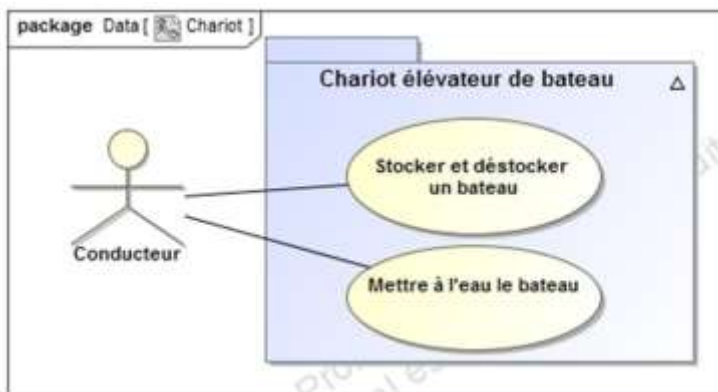 package Data [ Chariot ]
Chariot élévateur de bateau
Stocker et déstocker
un bateau
Conducteur
Mettre à l'eau le bateau